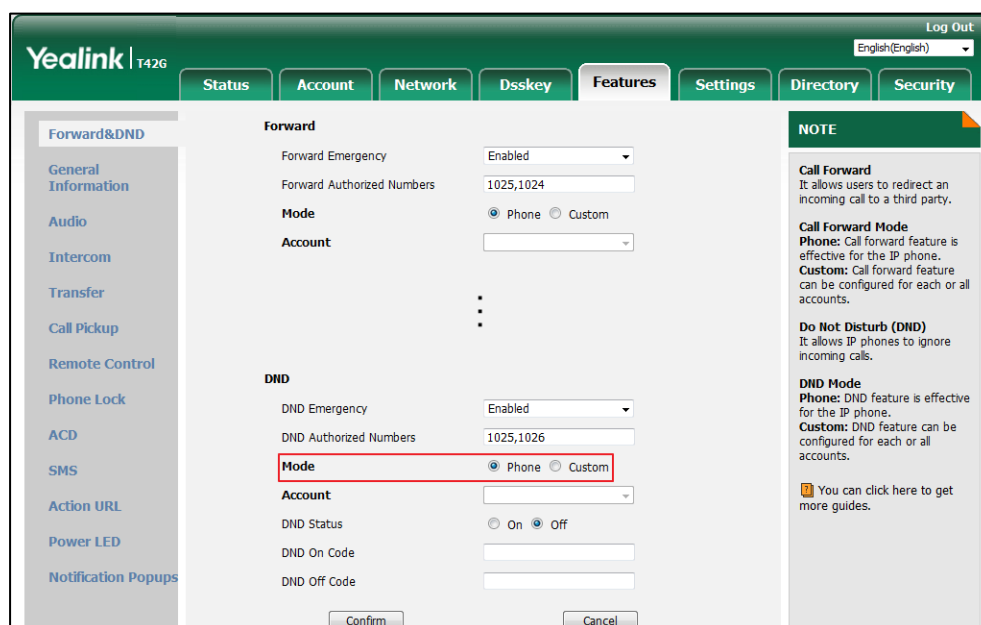 Log Out
Yealink | T42G
English(English)
Status Account Network Dsskey Features Settings Directory Security
Forward&DND
General
Information
Audio
Intercom
Transfer
Call Pickup
Remote Control
Phone Lock
ACD
SMS
Action URL
Power LED
Notification Popups
Forward
Forward Emergency Enabled
Forward Authorized Numbers 1025,1024
Mode Phone Custom
Account
DND
DND Emergency Enabled
DND Authorized Numbers 1025,1026
Mode Phone Custom
Account
DND Status On Off
DND On Code
DND Off Code
Confirm Cancel
NOTE
Call Forward
It allows users to redirect an
incoming call to a third party.
Call Forward Mode
Phone: Call forward feature is
effective for the IP phone.
Custom: Call forward feature
can be configured for each or all
accounts.
Do Not Disturb (DND)
It allows IP phones to ignore
incoming calls.
DND Mode
Phone: DND feature is effective
for the IP phone.
Custom: DND feature can be
configured for each or all
accounts.
You can click here to get
more guides.